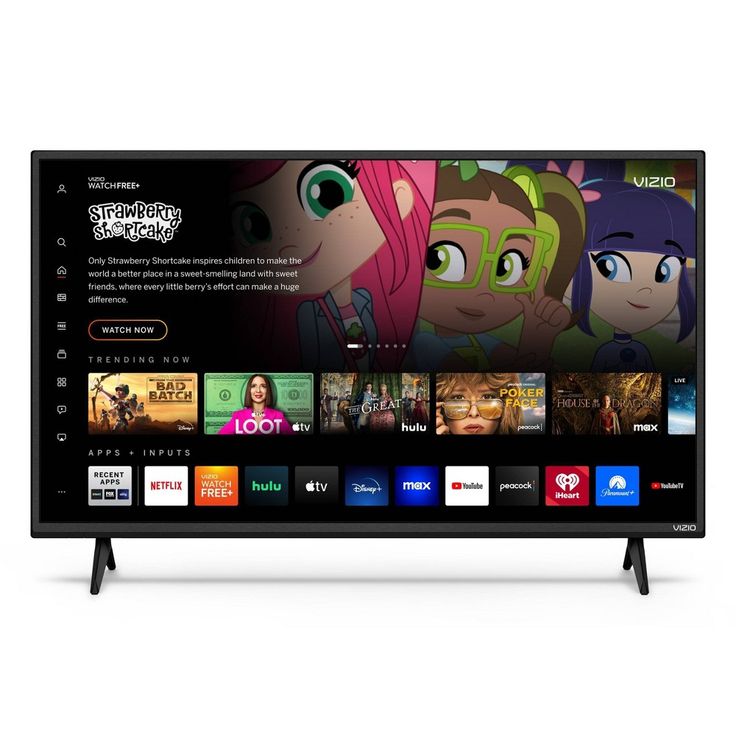 VIZIO
WATCHFREE+
VIZIO
STRAWBERRY
SHORTCAKE
Only Strawberry Shortcake inspires children to make the
world a better place in a sweet-smelling land with sweet
friends, where every little berry's effort can make a huge
difference.
WATCH NOW
TRENDING NOW
BAD
BATCH
Disney+
LOOT
tv
THE GREAT
hulu
peacock
POKER
FACE
peacock
HOUSE OF THE DRAGON
max
LIVE
APPS + INPUTS
RECENT
APPS
NETFLIX
VIZIO
WATCH
FREE+
hulu
tv
Disney+
max
YouTube
peacock
iHeart
Paramount+
YouTubeTV
FREE
VIZIO